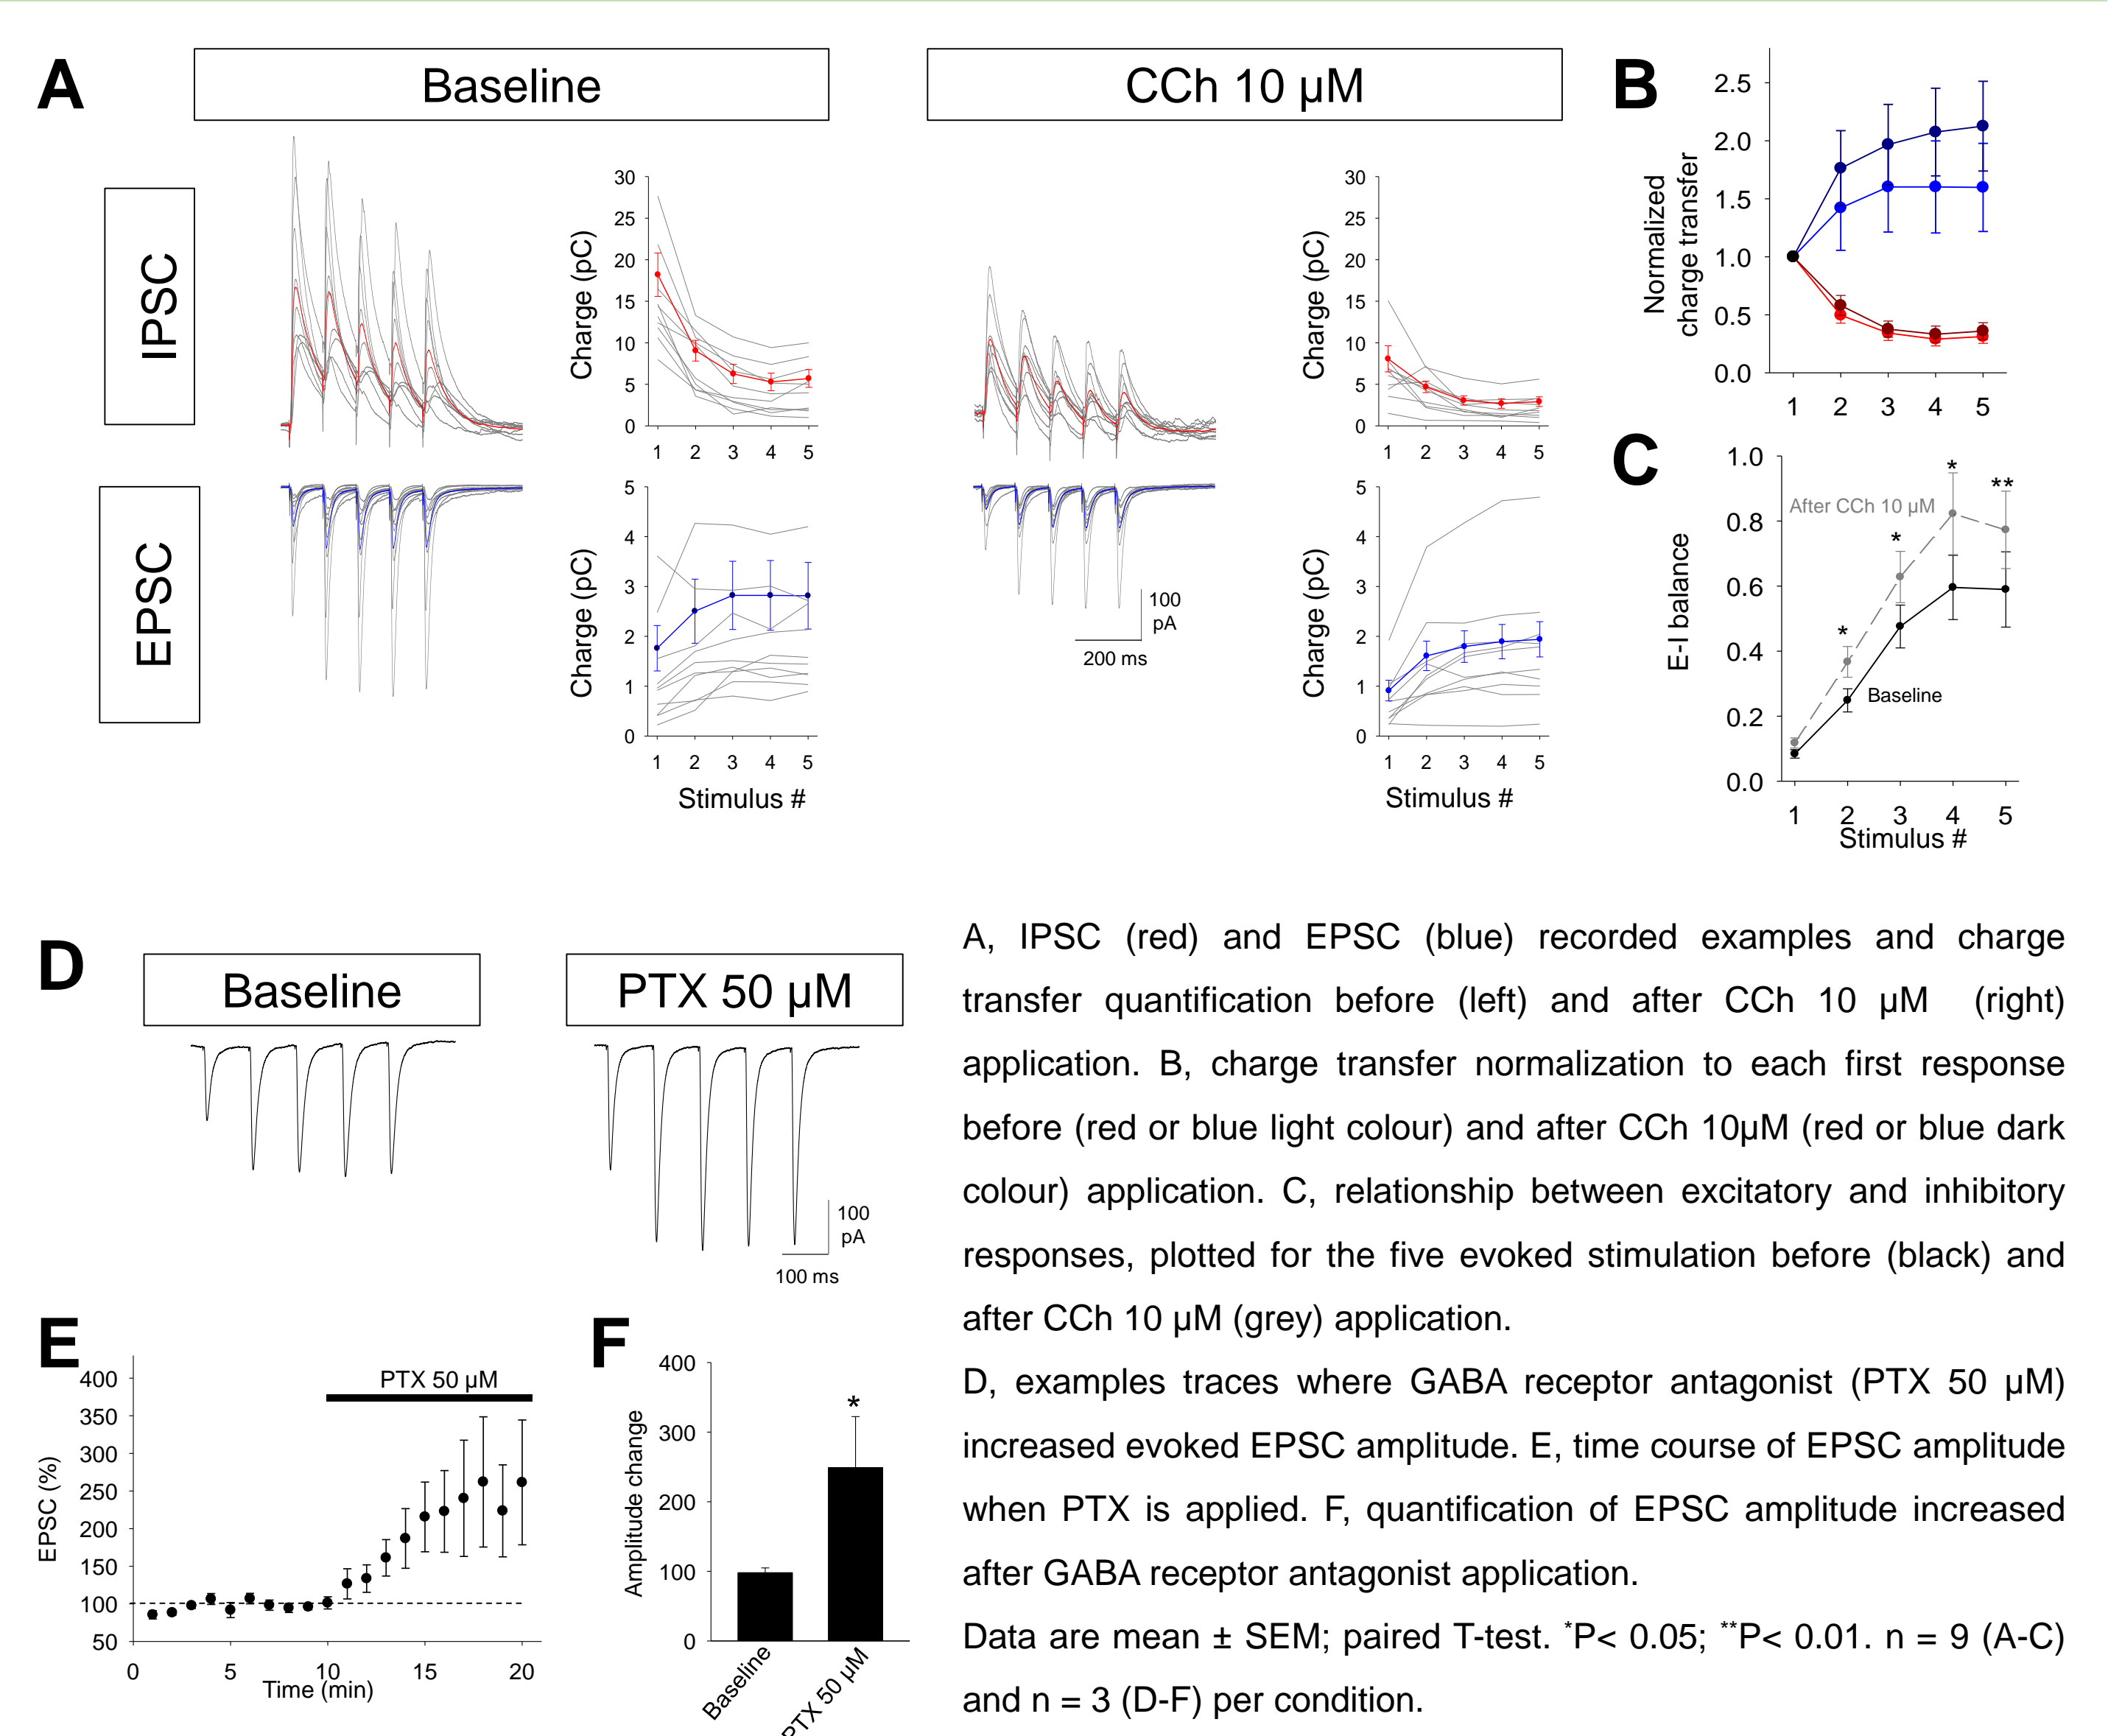 A
Baseline
CCh 10 µM
B
IPSC
EPSC
Charge (pC)
30
25
20
15
10
5
0
1 2 3 4 5
Charge (pC)
5
4
3
2
1
0
1 2 3 4 5
Stimulus #
100
pA
200 ms
Charge (pC)
30
25
20
15
10
5
0
1 2 3 4 5
Charge (pC)
5
4
3
2
1
0
1 2 3 4 5
Stimulus #
Normalized
charge transfer
2.5
2.0
1.5
1.0
0.5
0.0
1 2 3 4 5
C
E-I balance
1.0
0.8
0.6
0.4
0.2
0.0
After CCh 10 µM
Baseline
* * * **
1 2 3 4 5
Stimulus #
D
Baseline
PTX 50 µM
100
pA
100 ms
E
EPSC (%)
400
350
300
250
200
150
100
50
PTX 50 µM
0 5 10 15 20
Time (min)
F
Amplitude change
400
300
200
100
0
*
Baseline
PTX 50 µM
A, IPSC (red) and EPSC (blue) recorded examples and charge
transfer quantification before (left) and after CCh 10 µM (right)
application. B, charge transfer normalization to each first response
before (red or blue light colour) and after CCh 10µM (red or blue dark
colour) application. C, relationship between excitatory and inhibitory
responses, plotted for the five evoked stimulation before (black) and
after CCh 10 µM (grey) application.
D, examples traces where GABA receptor antagonist (PTX 50 µM)
increased evoked EPSC amplitude. E, time course of EPSC amplitude
when PTX is applied. F, quantification of EPSC amplitude increased
after GABA receptor antagonist application.
Data are mean ± SEM; paired T-test. *P< 0.05; **P< 0.01. n = 9 (A-C)
and n = 3 (D-F) per condition.